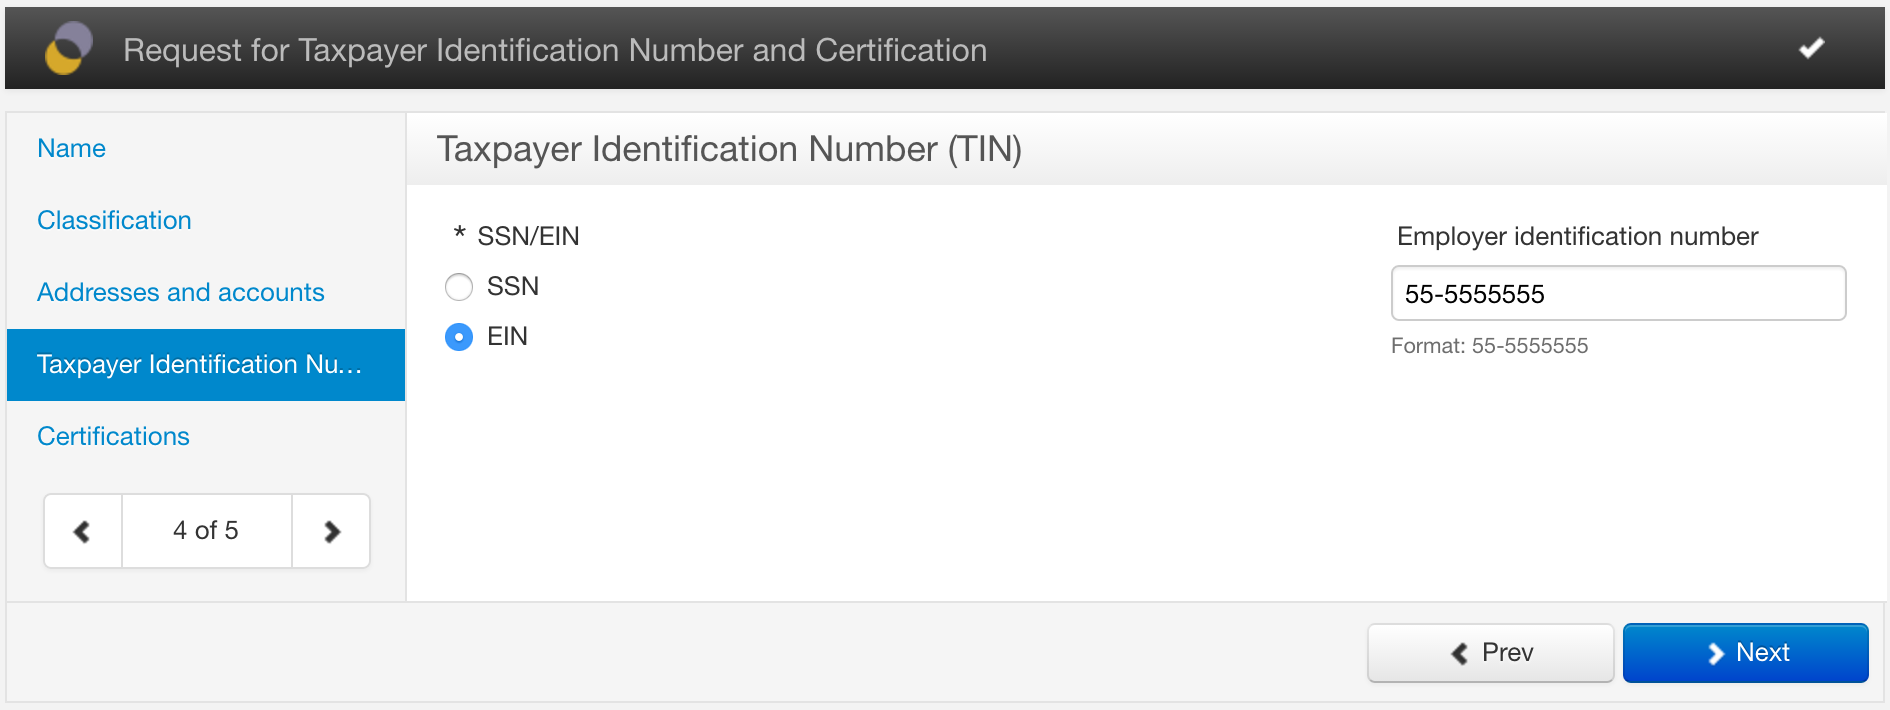 Request for Taxpayer Identification Number and Certification
Name
Classification
Addresses and accounts
Taxpayer Identification Nu...
Certifications
4 of 5
Taxpayer Identification Number (TIN)
* SSN/EIN
SSN
EIN
Employer identification number
55-5555555
Format: 55-5555555
Prev
Next